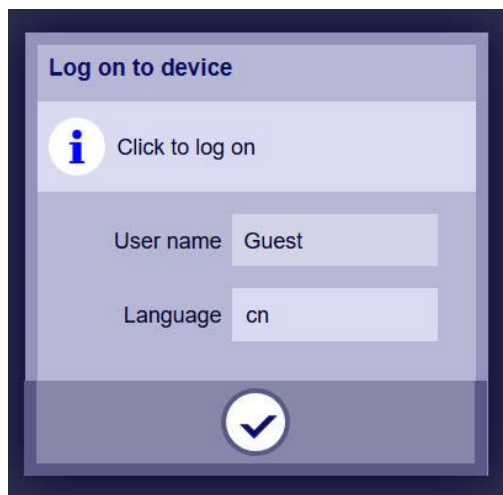 Log on to device
i Click to log on
User name Guest
Language cn